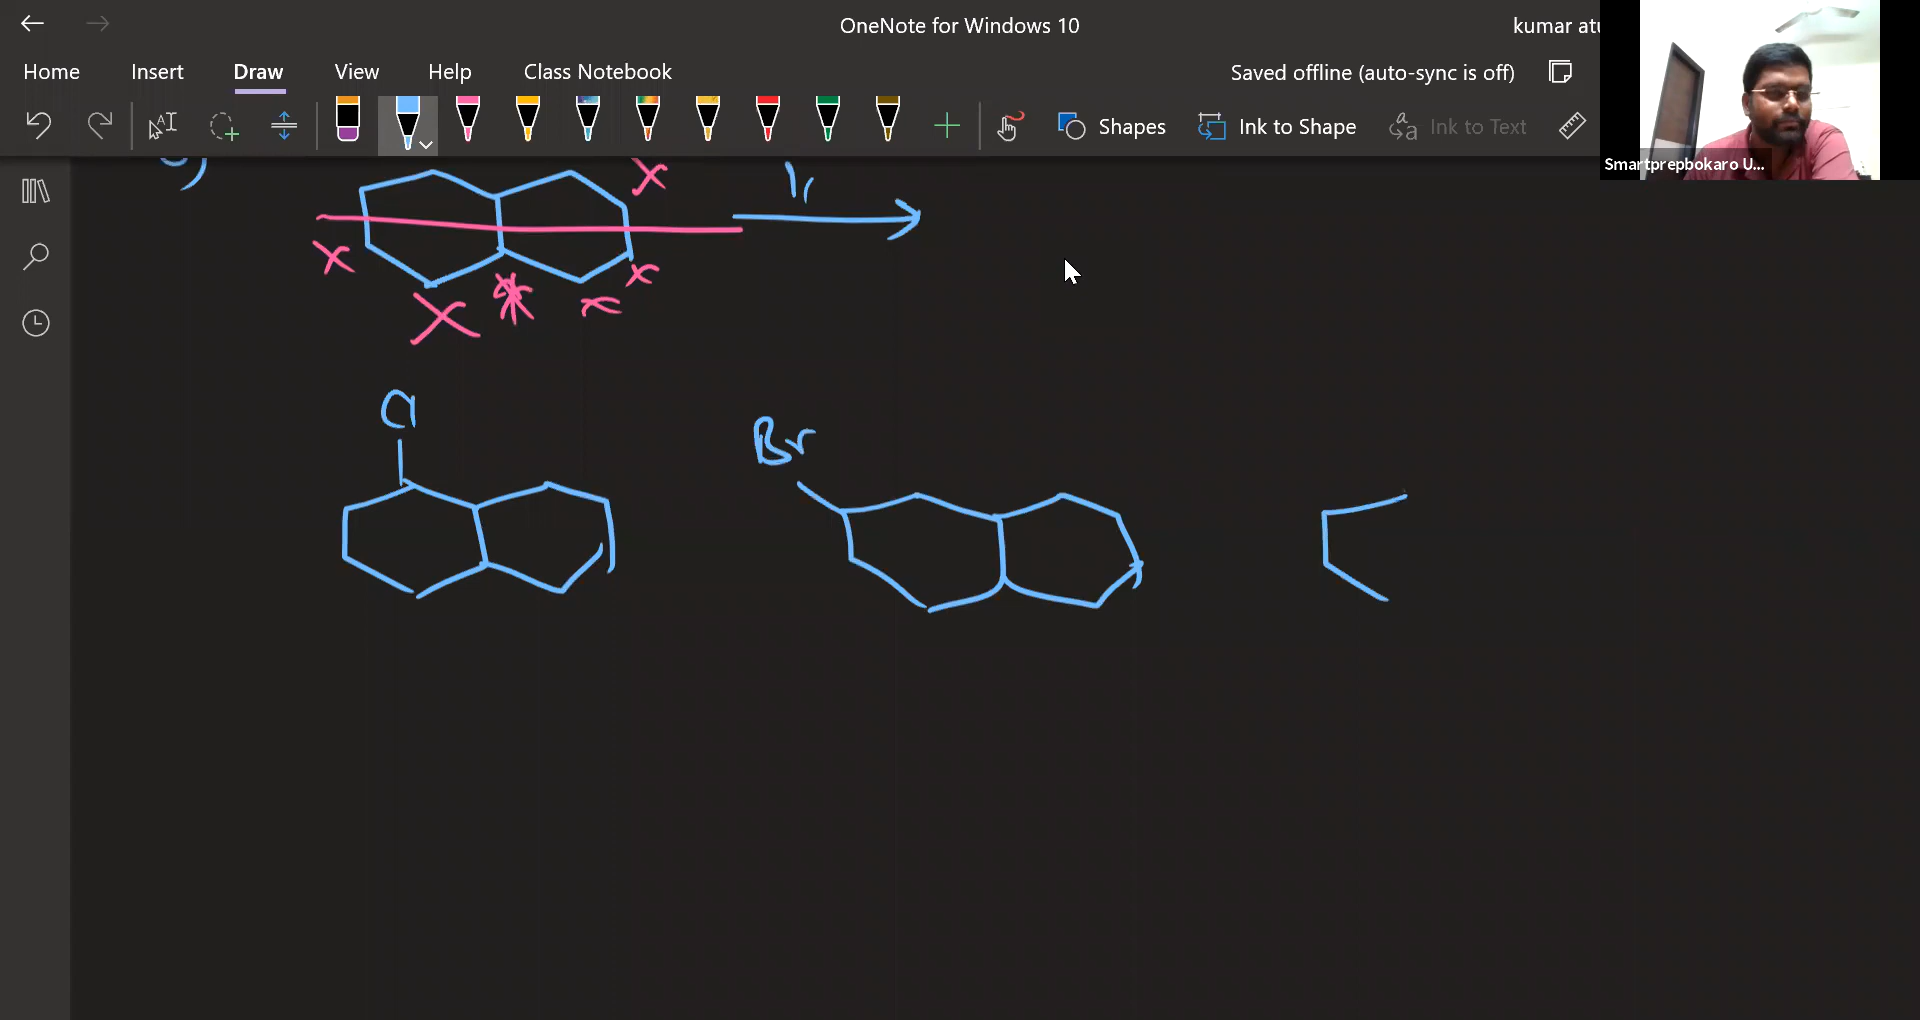 OneNote for Windows 10
kumar atu
Home Insert Draw View Help Class Notebook
Saved offline (auto-sync is off)
Shapes Ink to Shape Ink to Text
Smartprepbokaro U...
Cl
Br